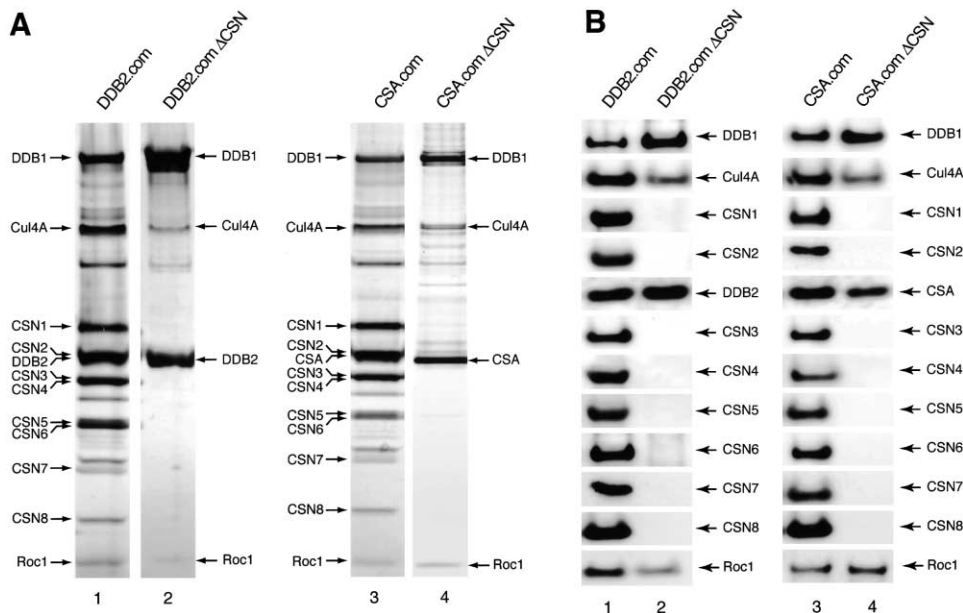 A
DDB2.com
DDB2.com ΔCSN
CSA.com
CSA.com ΔCSN
DDB1
Cul4A
CSN1
CSN2
DDB2
CSN3
CSN4
CSN5
CSN6
CSN7
CSN8
Roc1
DDB1
Cul4A
DDB2
Roc1
DDB1
Cul4A
CSN1
CSN2
CSA
CSN3
CSN4
CSN5
CSN6
CSN7
CSN8
Roc1
DDB1
Cul4A
CSA
Roc1
1 2 3 4
B
DDB2.com
DDB2.com ΔCSN
CSA.com
CSA.com ΔCSN
DDB1 DDB1
Cul4A Cul4A
CSN1 CSN1
CSN2 CSN2
DDB2 CSA
CSN3 CSN3
CSN4 CSN4
CSN5 CSN5
CSN6 CSN6
CSN7 CSN7
CSN8 CSN8
Roc1 Roc1
1 2 3 4